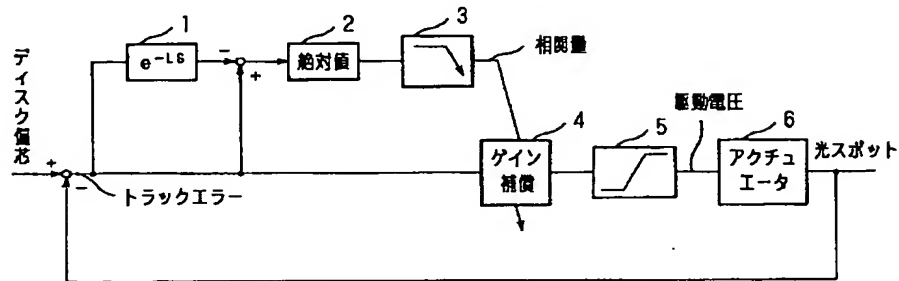 1
2
3
e-LS
-
+
絶対値
相関量
ディスク偏芯
+
-
トラックエラー
4
ゲイン
補償
5
駆動電圧
6
アクチュ
エータ
光スポット